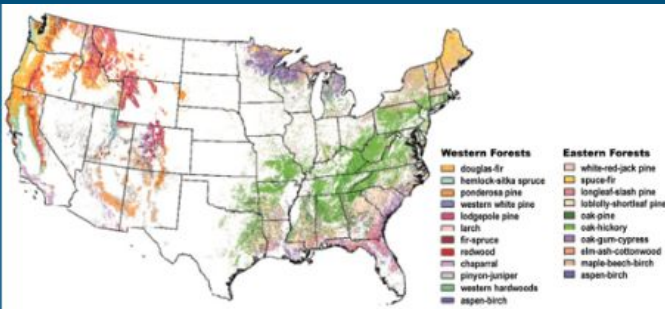 Western Forests
douglas-fir
hemlock-sitka spruce
ponderosa pine
western white pine
lodgepole pine
larch
fir-spruce
redwood
chaparral
pinyon-juniper
western hardwoods
aspen-birch
Eastern Forests
white-red-jack pine
spuce-fir
longleaf-slash pine
loblolly-shortleaf pine
oak-pine
oak-hickory
oak-gum-cypress
elm-ash-cottonwood
maple-beech-birch
aspen-birch